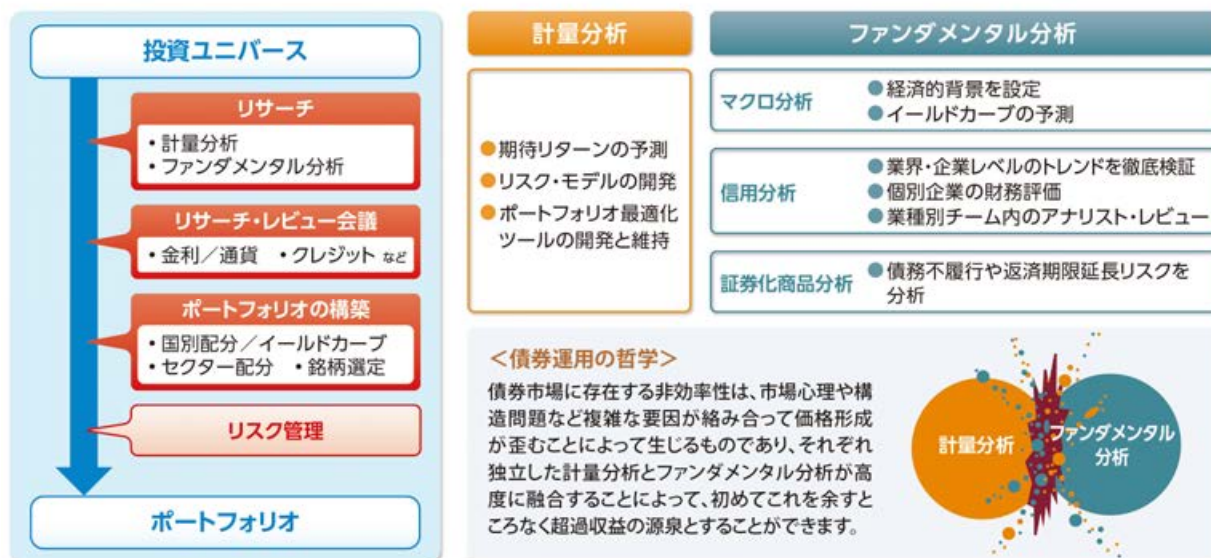 投資ユニバース
リサーチ
・計量分析
・ファンダメンタル分析
リサーチ・レビュー会議
・金利／通貨 ・クレジット など
ポートフォリオの構築
・国別配分／イールドカーブ
・セクター配分 ・銘柄選定
リスク管理
ポートフォリオ
計量分析
●期待リターンの予測
●リスク・モデルの開発
●ポートフォリオ最適化
ツールの開発と維持
ファンダメンタル分析
マクロ分析
●経済的背景を設定
●イールドカーブの予測
信用分析
●業界・企業レベルのトレンドを徹底検証
●個別企業の財務評価
●業種別チーム内のアナリスト・レビュー
証券化商品分析
●債務不履行や返済期限延長リスクを
分析
＜債券運用の哲学＞
債券市場に存在する非効率性は、市場心理や構
造問題など複雑な要因が絡み合って価格形成
が歪むことによって生じるものであり、それぞれ
独立した計量分析とファンダメンタル分析が高
度に融合することによって、初めてこれを余すと
ころなく超過収益の源泉とすることができます。
計量分析
ファンダメンタル
分析